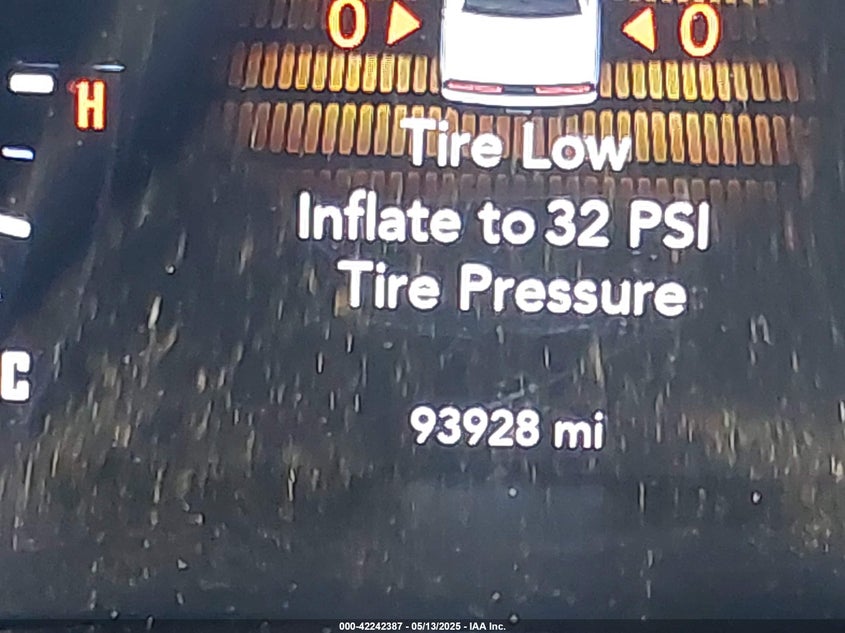 0 0
H
Tire Low
Inflate to 32 PSI
Tire Pressure
C
93928 mi
000-42242387 - 05/13/2025 - IAA Inc.